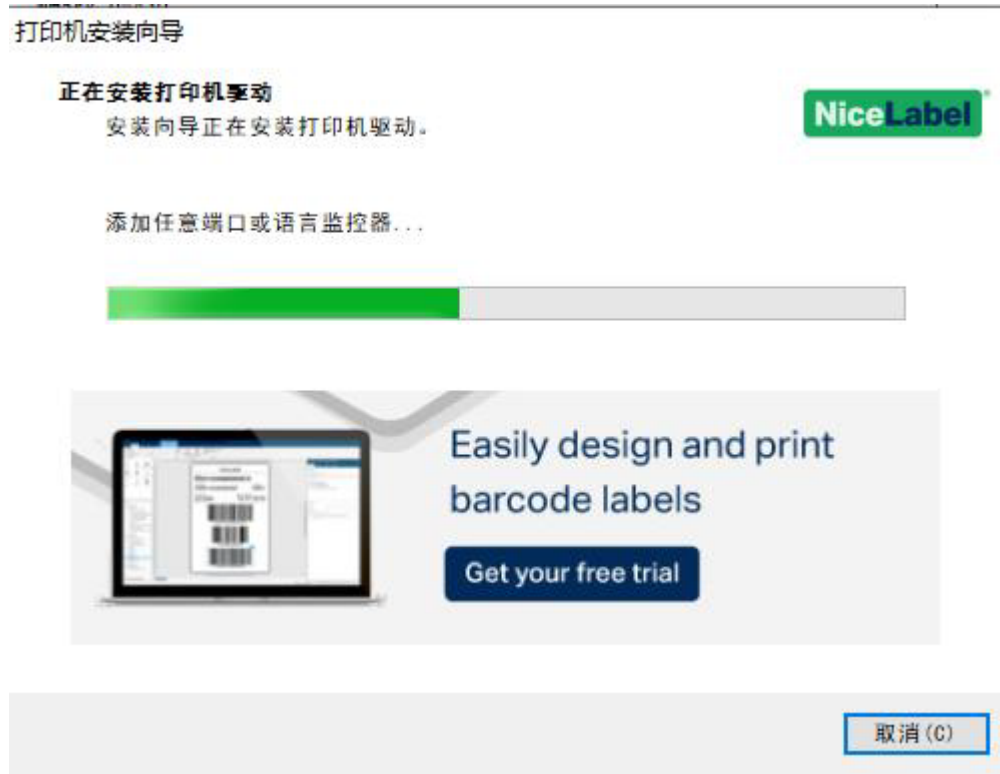 打印机安装向导
正在安装打印机驱动
安装向导正在安装打印机驱动。
NiceLabel
添加任意端口或语言监控器...
Easily design and print
barcode labels
Get your free trial
取消(C)